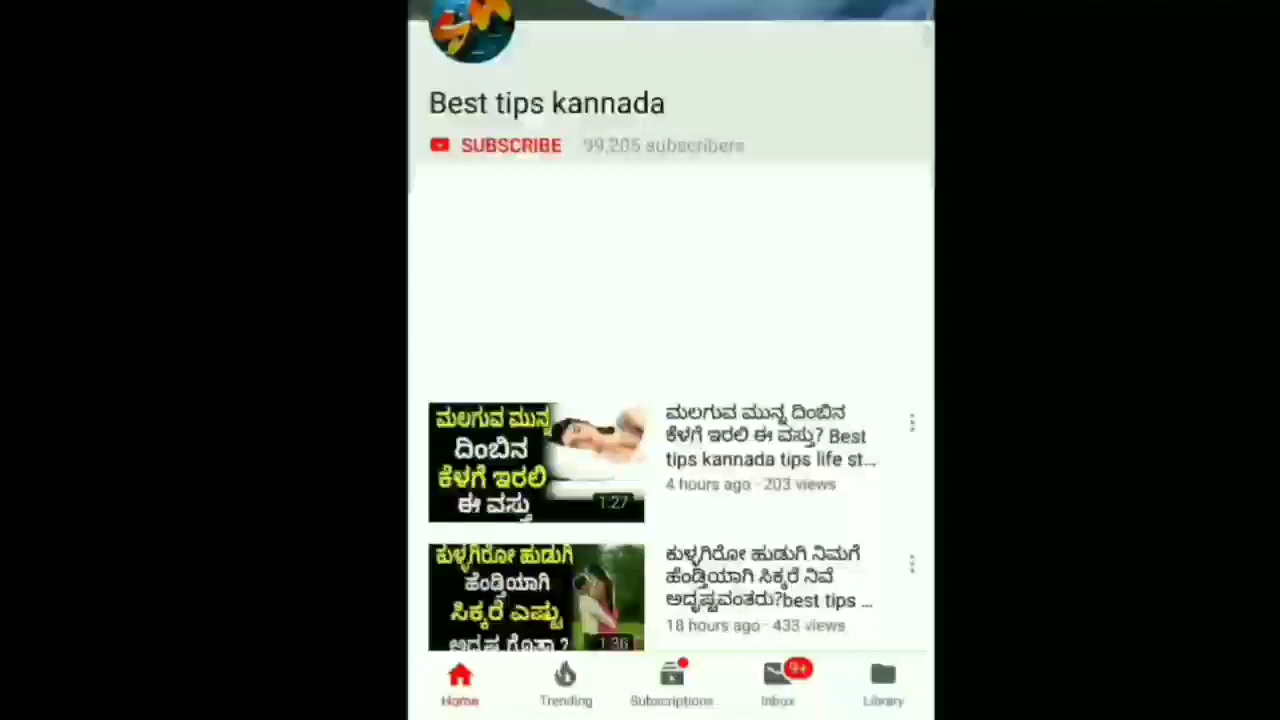 Best tips kannada
SUBSCRIBE 99,205 subscribers
ಮಲಗುವ ಮುನ್ನ
ದಿಂಬಿನ
ಕೆಳಗೆ ಇರಲಿ
ಈ ವಸ್ತು
1:27
ಮಲಗುವ ಮುನ್ನ ದಿಂಬಿನ
ಕೆಳಗೆ ಇರಲಿ ಈ ವಸ್ತು? Best
tips kannada tips life st...
4 hours ago · 203 views
ಕುಳ್ಳಗಿರೋ ಹುಡುಗಿ
ಹೆಂಡ್ತಿಯಾಗಿ
ಸಿಕ್ಕರೆ ಎಷ್ಟು
1:36
ಕುಳ್ಳಗಿರೋ ಹುಡುಗಿ ನಿಮಗೆ
ಹೆಂಡ್ತಿಯಾಗಿ ಸಿಕ್ಕರೆ ನಿವೆ
ಅದೃಷ್ಟವಂತರು?best tips ...
18 hours ago · 433 views
Home Trending Subscriptions 9+ Inbox Library